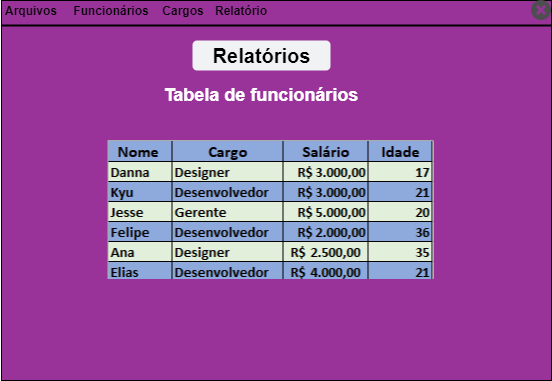 Arquivos Funcionários Cargos Relatório
Relatórios
Tabela de funcionários
Nome Cargo Salário Idade
Danna Designer R$ 3.000,00 17
Kyu Desenvolvedor R$ 3.000,00 21
Jesse Gerente R$ 5.000,00 20
Felipe Desenvolvedor R$ 2.000,00 36
Ana Designer R$ 2.500,00 35
Elias Desenvolvedor R$ 4.000,00 21